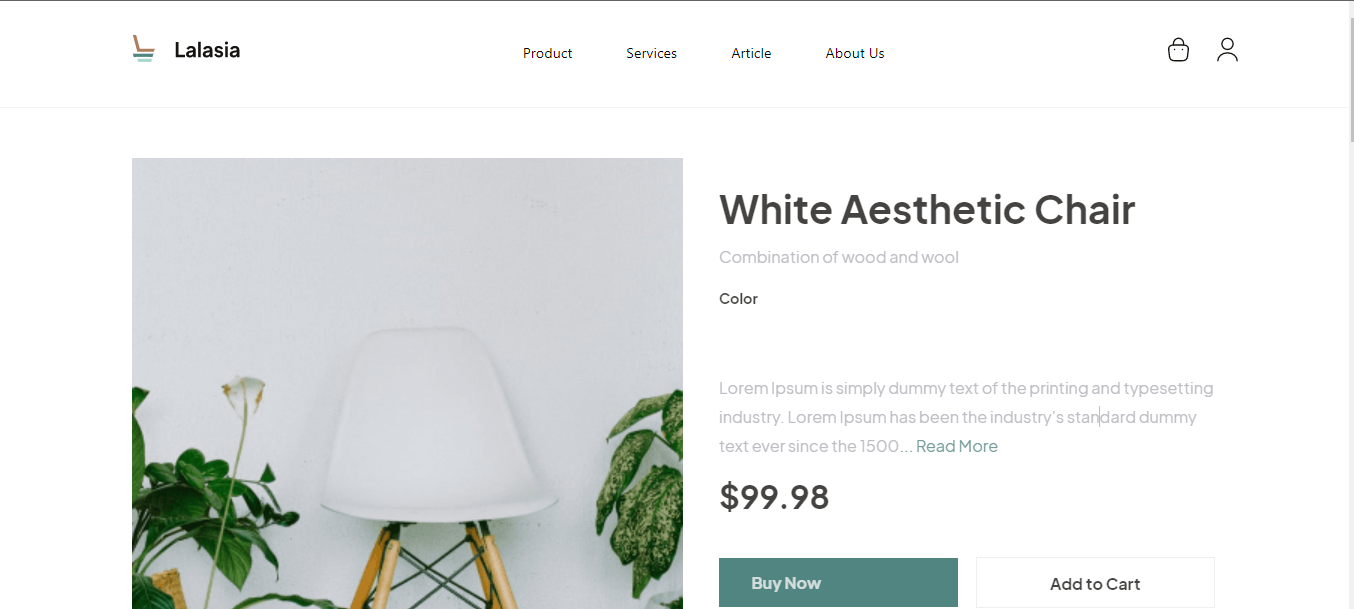 Lalasia
Product
Services
Article
About Us
White Aesthetic Chair
Combination of wood and wool
Color
Lorem Ipsum is simply dummy text of the printing and typesetting
industry. Lorem Ipsum has been the industry's standard dummy
text ever since the 1500... Read More
$99.98
Buy Now
Add to Cart